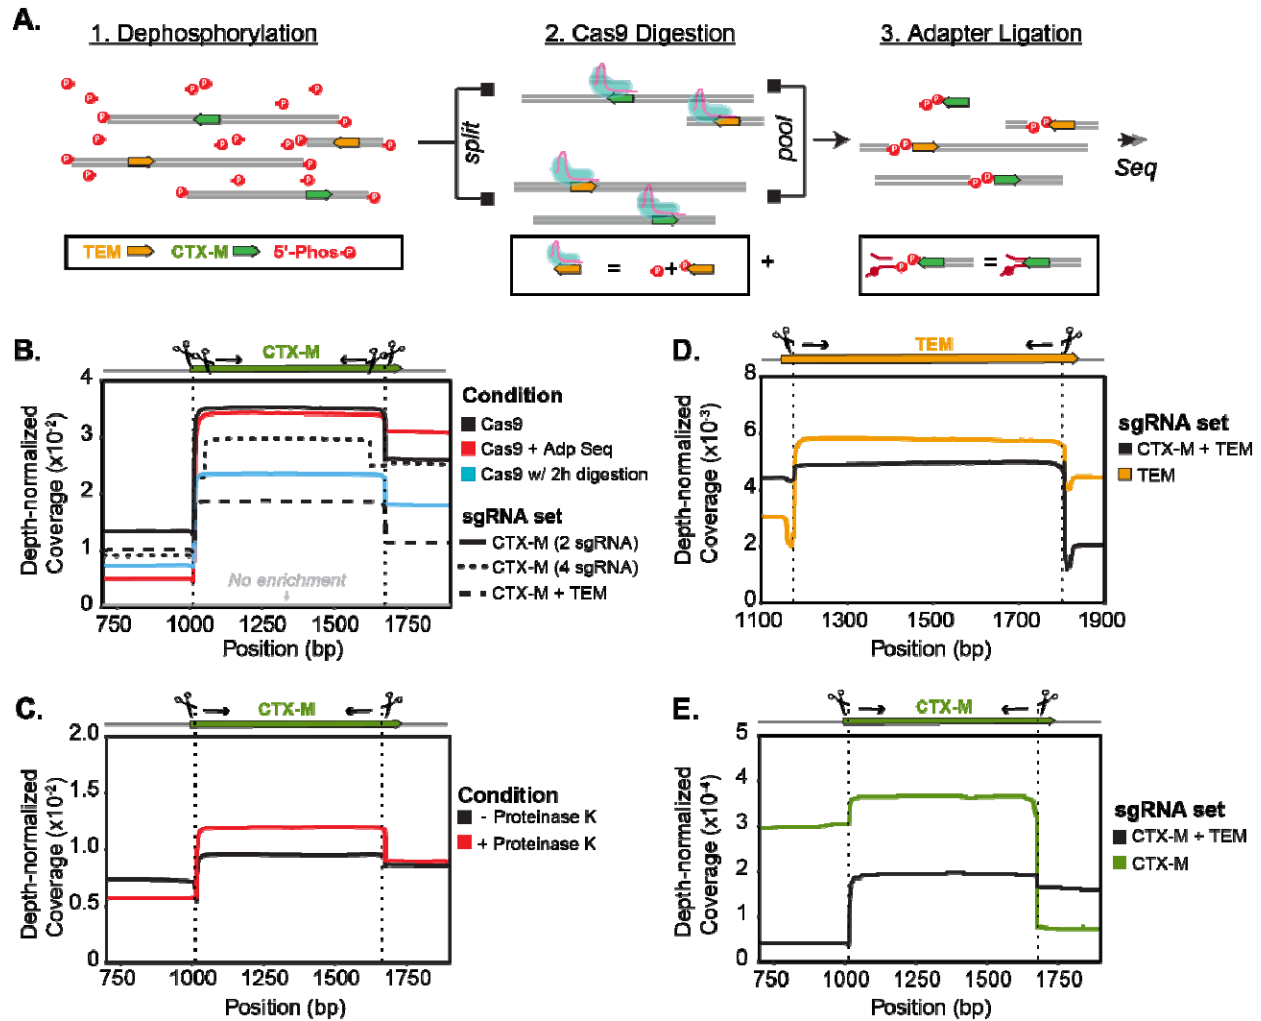 A.
1. Dephosphorylation
2. Cas9 Digestion
3. Adapter Ligation
split
pool
Seq
TEM CTX-M 5'-Phos- P
= P + P
+
P P =
B.
CTX-M
4
3
2
1
0
Depth-normalized
Coverage (x10-2)
No enrichment
750 1000 1250 1500 1750
Position (bp)
Condition
Cas9
Cas9 + Adp Seq
Cas9 w/ 2h digestion
sgRNA set
CTX-M (2 sgRNA)
CTX-M (4 sgRNA)
CTX-M + TEM
D.
TEM
8
6
4
2
0
Depth-normalized
Coverage (x10-3)
1100 1300 1500 1700 1900
Position (bp)
sgRNA set
CTX-M + TEM
TEM
C.
CTX-M
2.0
1.5
1.0
0.5
0
Depth-normalized
Coverage (x10-2)
750 1000 1250 1500 1750
Position (bp)
Condition
- Proteinase K
+ Proteinase K
E.
CTX-M
5
4
3
2
1
0
Depth-normalized
Coverage (x10-4)
750 1000 1250 1500 1750
Position (bp)
sgRNA set
CTX-M + TEM
CTX-M